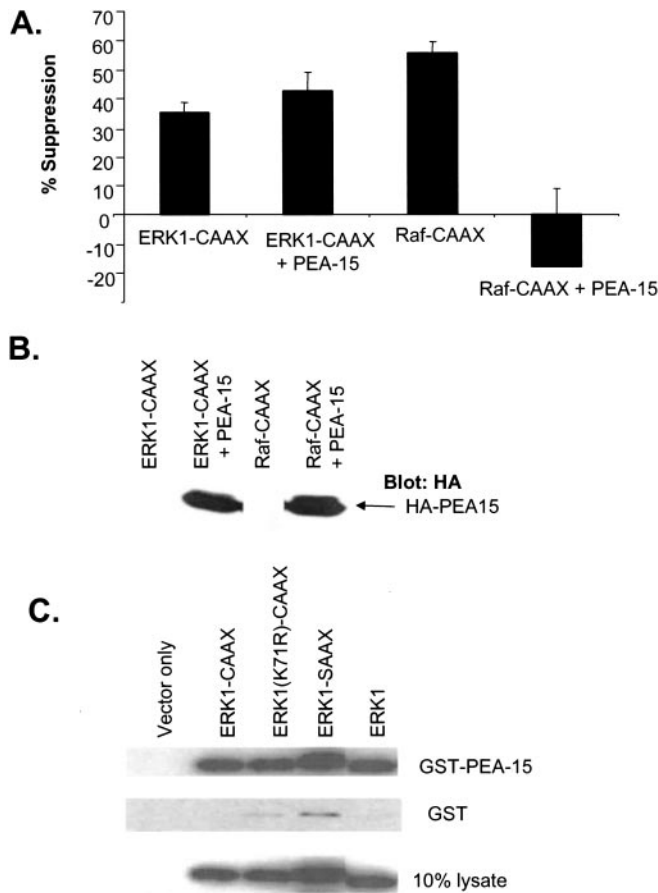 A.
% Suppression
70
60
50
40
30
20
10
0
-10
-20
ERK1-CAAX
ERK1-CAAX
+ PEA-15
Raf-CAAX
Raf-CAAX + PEA-15
B.
ERK1-CAAX
ERK1-CAAX
+ PEA-15
Raf-CAAX
Raf-CAAX
+ PEA-15
Blot: HA
HA-PEA15
C.
Vector only
ERK1-CAAX
ERK1(K71R)-CAAX
ERK1-SAAX
ERK1
GST-PEA-15
GST
10% lysate